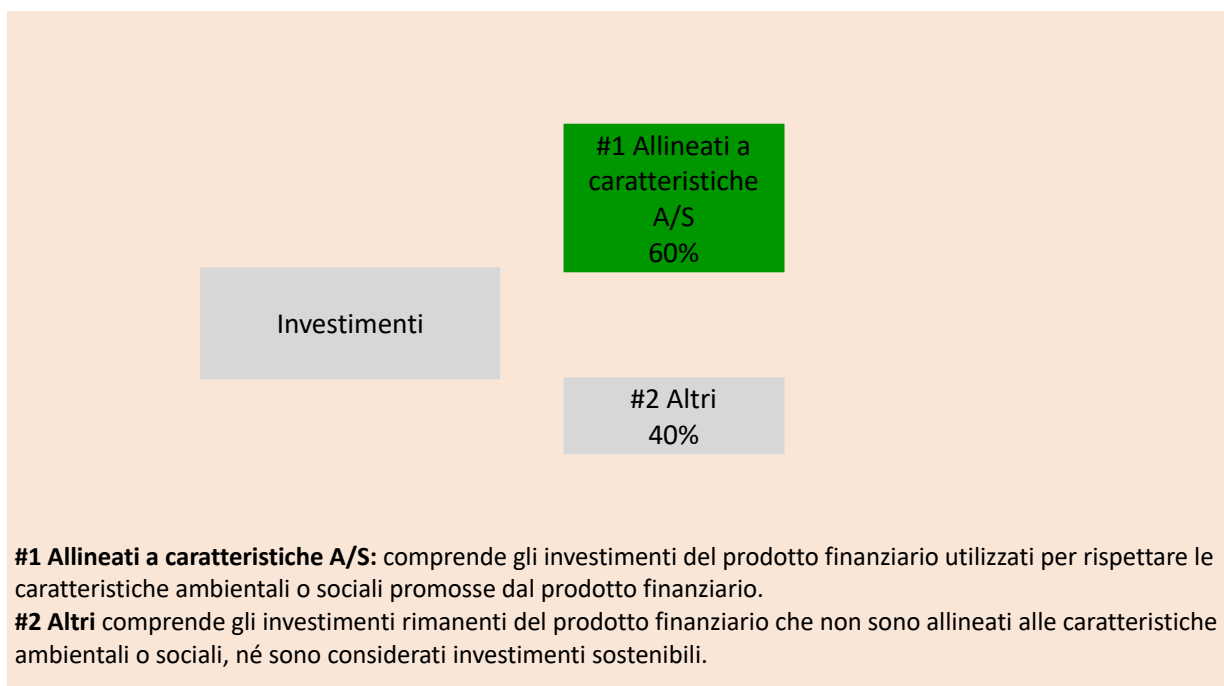 #1 Allineati a
caratteristiche
A/S
60%
Investimenti
#2 Altri
40%
#1 Allineati a caratteristiche A/S: comprende gli investimenti del prodotto finanziario utilizzati per rispettare le
caratteristiche ambientali o sociali promosse dal prodotto finanziario.
#2 Altri comprende gli investimenti rimanenti del prodotto finanziario che non sono allineati alle caratteristiche
ambientali o sociali, né sono considerati investimenti sostenibili.